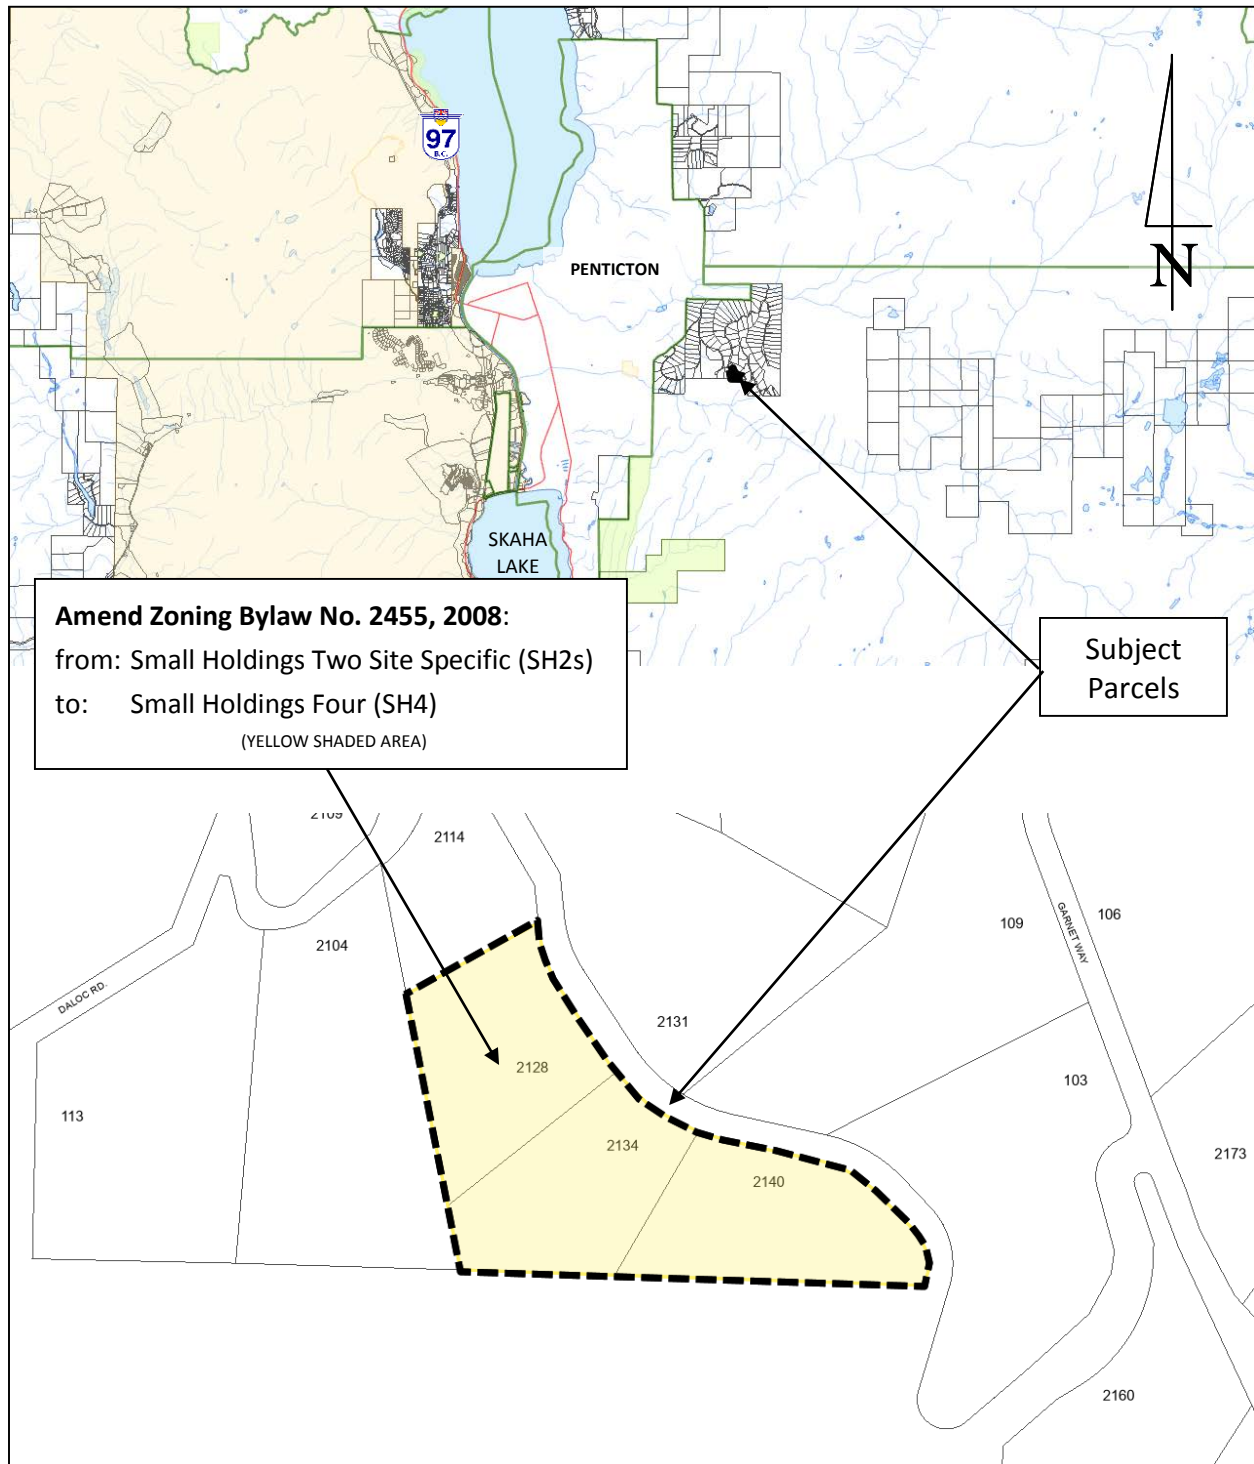 97
B.C.
PENTICTON
N
SKAHA
LAKE
Amend Zoning Bylaw No. 2455, 2008:
from: Small Holdings Two Site Specific (SH2s)
to: Small Holdings Four (SH4)
(YELLOW SHADED AREA)
Subject
Parcels
2109
2114
2104
109
106
GARNET WAY
DALOC RD.
2131
2128
103
113
2134
2140
2173
2160